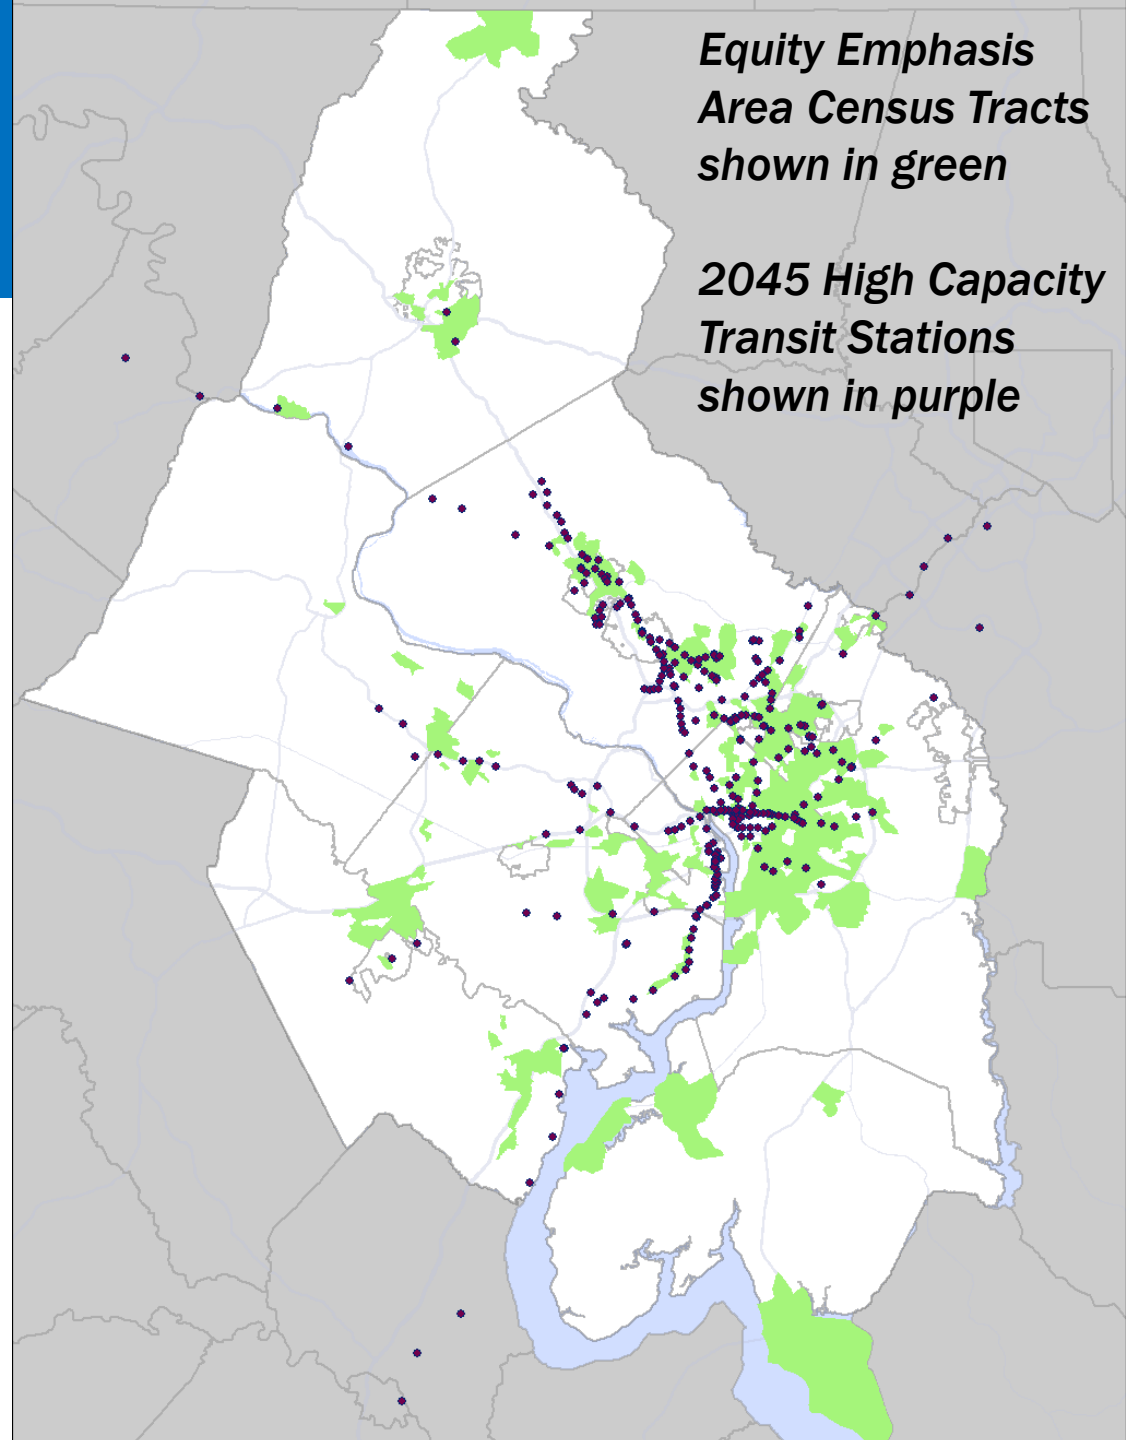 Equity Emphasis
Area Census Tracts
shown in green
2045 High Capacity
Transit Stations
shown in purple